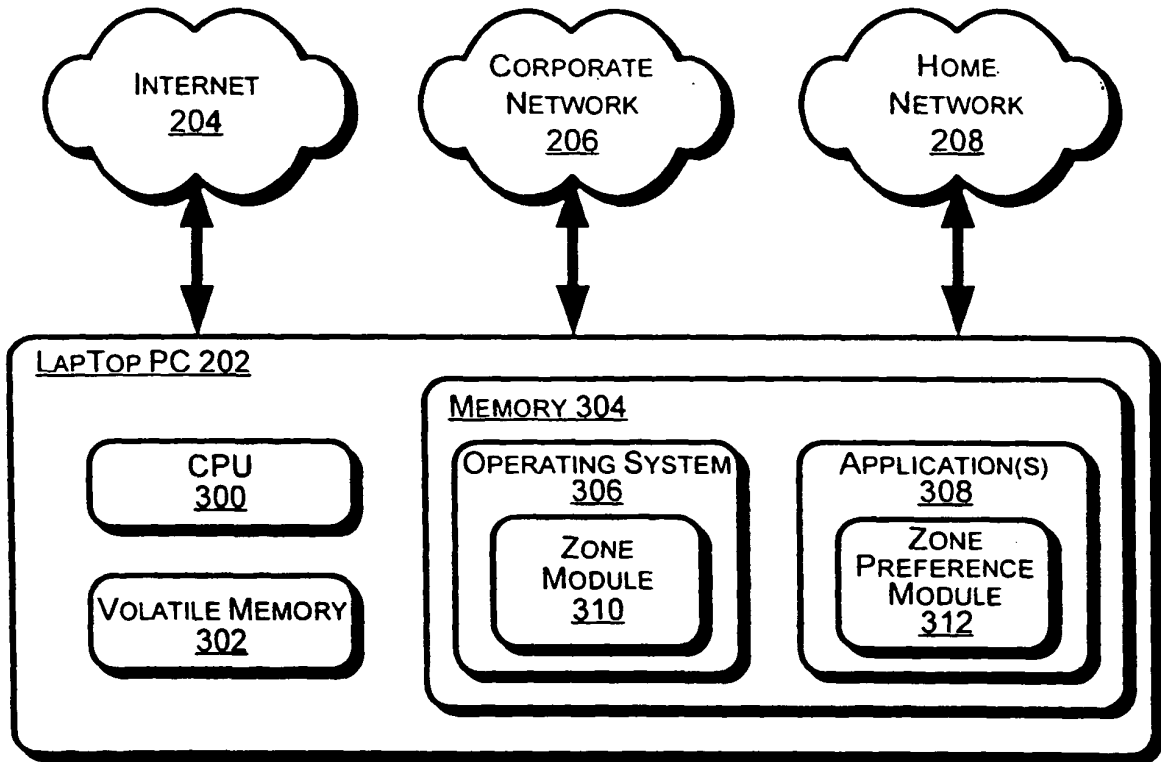 INTERNET
204
CORPORATE
NETWORK
206
HOME
NETWORK
208
LAPTOP PC 202
CPU
300
VOLATILE MEMORY
302
MEMORY 304
OPERATING SYSTEM
306
ZONE
MODULE
310
APPLICATION(S)
308
ZONE
PREFERENCE
MODULE
312